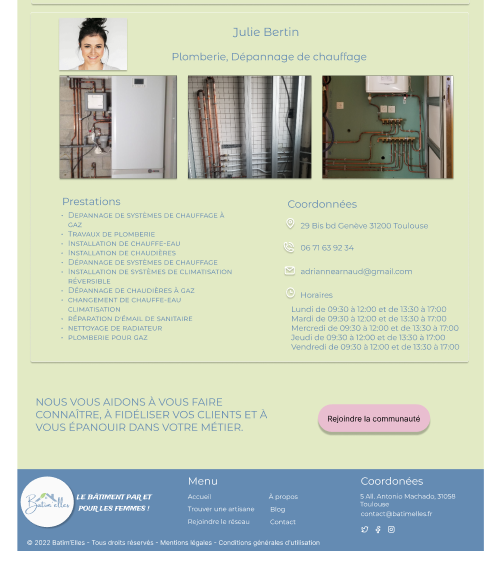 Julie Bertin
Plomberie, Dépannage de chauffage
Prestations
- Dépannage de systèmes de chauffage à
gaz
- Travaux de plomberie
- Installation de chauffe-eau
- Installation de chaudières
- Dépannage de systèmes de chauffage
- Installation de systèmes de climatisation
réversible
- Dépannage de chaudières à gaz
- changement de chauffe-eau
climatisation
- réparation d'émail de sanitaire
- nettoyage de radiateur
- plomberie pour gaz
Coordonnées
29 Bis bd Genève 31200 Toulouse
06 71 63 92 34
adriannearnaud@gmail.com
Horaires
Lundi de 09:30 à 12:00 et de 13:30 à 17:00
Mardi de 09:30 à 12:00 et de 13:30 à 17:00
Mercredi de 09:30 à 12:00 et de 13:30 à 17:00
Jeudi de 09:30 à 12:00 et de 13:30 à 17:00
Vendredi de 09:30 à 12:00 et de 13:30 à 17:00
NOUS VOUS AIDONS À VOUS FAIRE
CONNAÎTRE, À FIDÉLISER VOS CLIENTS ET À
VOUS ÉPANOUIR DANS VOTRE MÉTIER.
Rejoindre la communauté
Batim'elles
LE BÂTIMENT PAR ET
POUR LES FEMMES !
Menu
Accueil
À propos
Trouver une artisane
Blog
Rejoindre le réseau
Contact
Coordonées
5 All. Antonio Machado, 31058
Toulouse
contact@batimelles.fr
© 2022 Batim'Elles - Tous droits réservés - Mentions légales - Conditions générales d'utilisation